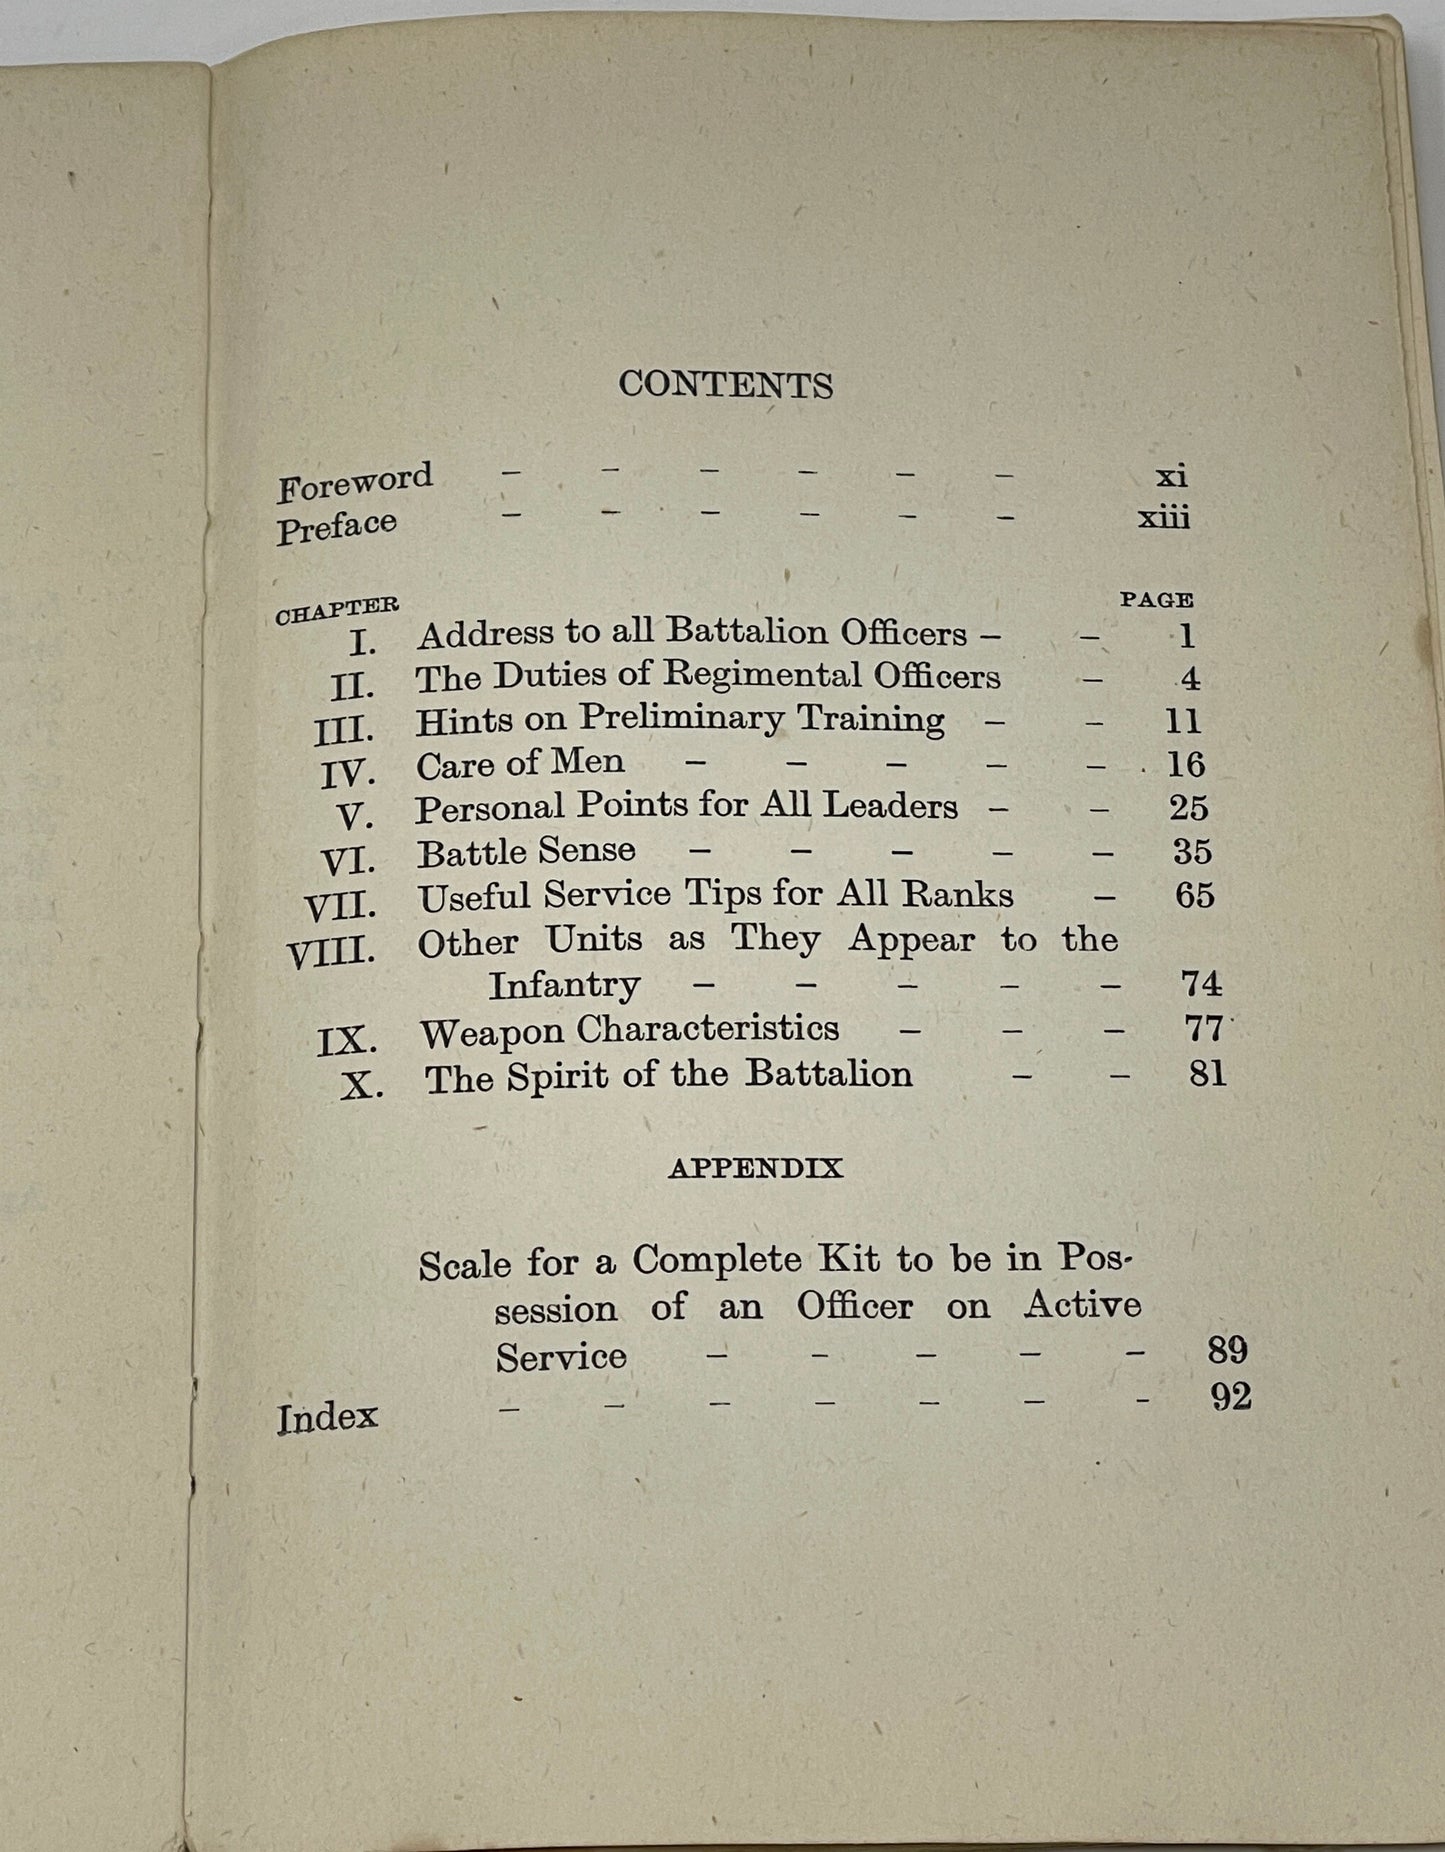 CONTENTS
Foreword – – – – – – xi
Preface – – – – – – xiii
CHAPTER PAGE
I. Address to all Battalion Officers – – 1
II. The Duties of Regimental Officers – 4
III. Hints on Preliminary Training – – 11
IV. Care of Men – – – – – 16
V. Personal Points for All Leaders – – 25
VI. Battle Sense – – – – – 35
VII. Useful Service Tips for All Ranks – 65
VIII. Other Units as They Appear to the
Infantry – – – – – 74
IX. Weapon Characteristics – – – 77
X. The Spirit of the Battalion – – 81
APPENDIX
Scale for a Complete Kit to be in Pos-
session of an Officer on Active
Service – – – – – 89
Index – – – – – – - 92